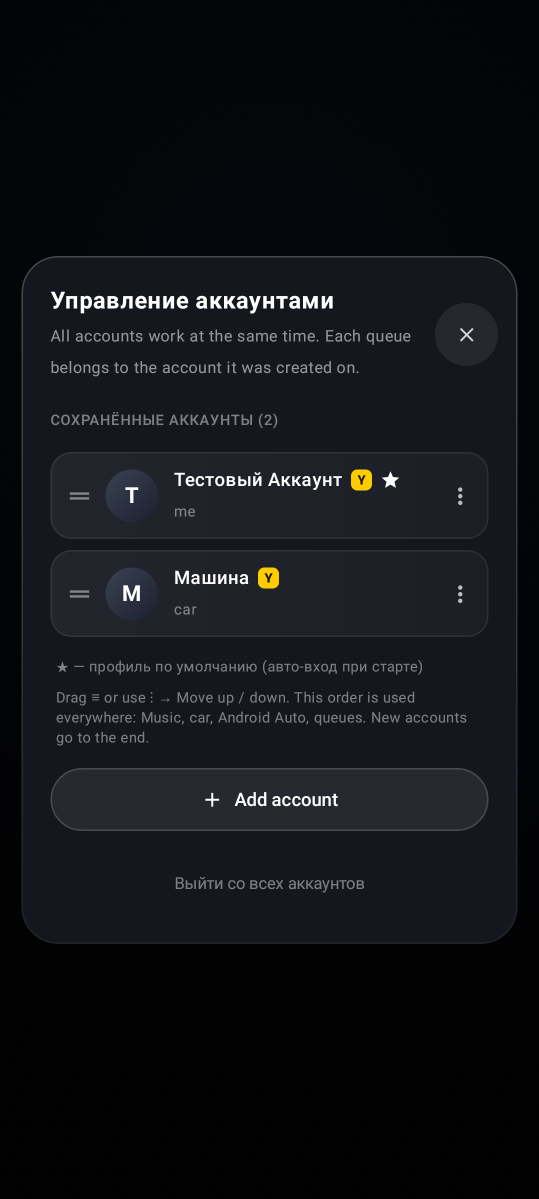 Управление аккаунтами
All accounts work at the same time. Each queue
belongs to the account it was created on.
СОХРАНЁННЫЕ АККАУНТЫ (2)
T Тестовый Аккаунт Y ★
me
М Машина Y
car
★ — профиль по умолчанию (авто-вход при старте)
Drag ≡ or use ⋮ → Move up / down. This order is used
everywhere: Music, car, Android Auto, queues. New accounts
go to the end.
+ Add account
Выйти со всех аккаунтов